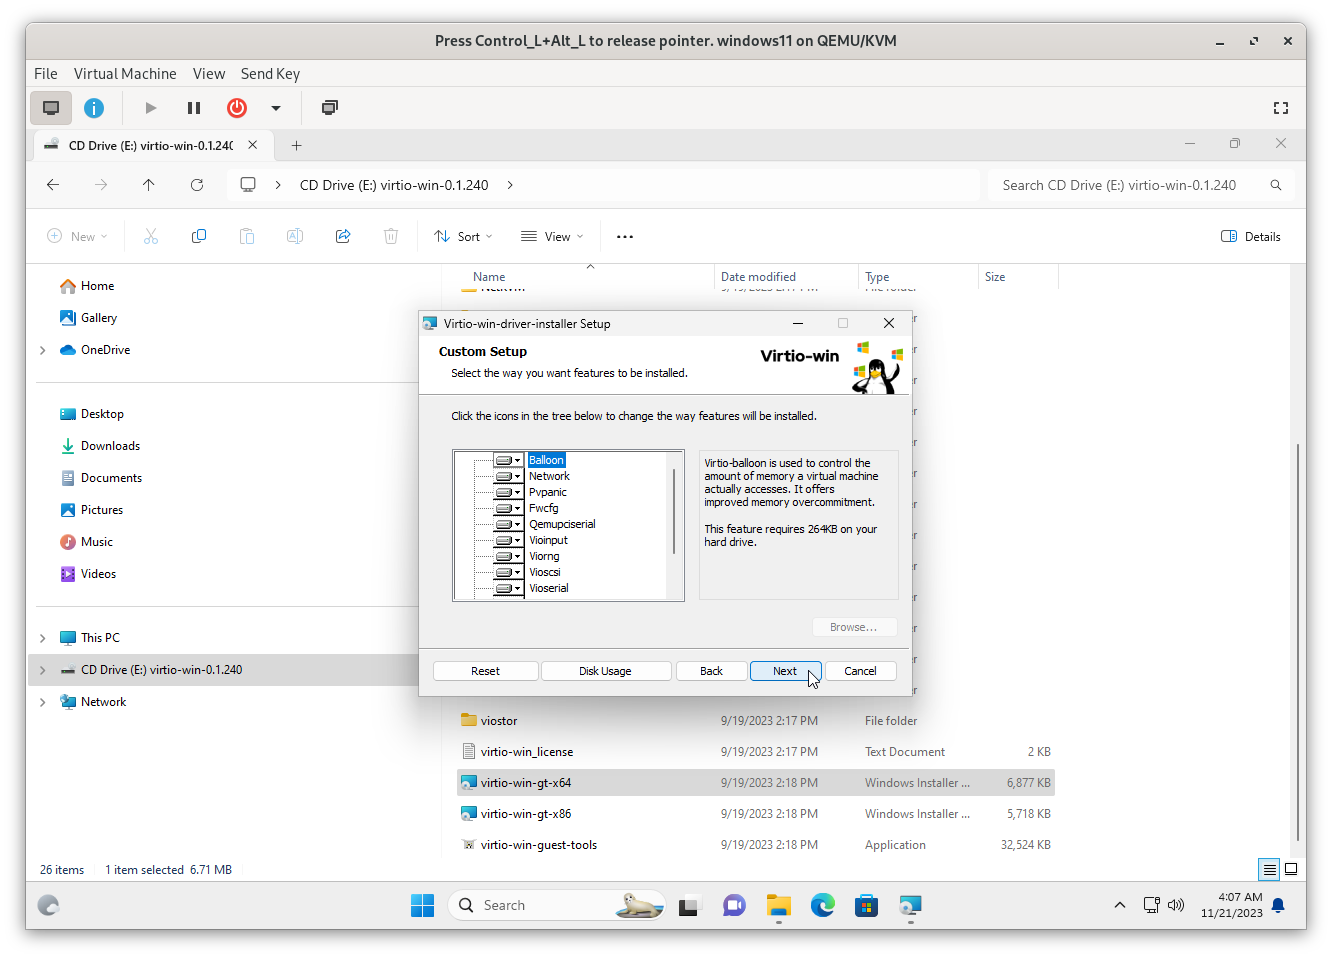 Press Control_L+Alt_L to release pointer. windows11 on QEMU/KVM
File Virtual Machine View Send Key
CD Drive (E:) virtio-win-0.1.240
CD Drive (E:) virtio-win-0.1.240
Search CD Drive (E:) virtio-win-0.1.240
New
Sort
View
Details
Name Date modified Type Size
Home
Gallery
OneDrive
Desktop
Downloads
Documents
Pictures
Music
Videos
This PC
CD Drive (E:) virtio-win-0.1.240
Network
Virtio-win-driver-installer Setup
Custom Setup
Select the way you want features to be installed.
Virtio-win
Click the icons in the tree below to change the way features will be installed.
Balloon
Network
Pvpanic
Fwcfg
Qemupciserial
Vioinput
Viorng
Vioscsi
Vioserial
Virtio-balloon is used to control the
amount of memory a virtual machine
actually accesses. It offers
improved memory overcommitment.
This feature requires 264KB on your
hard drive.
Browse...
Reset
Disk Usage
Back
Next
Cancel
viostor 9/19/2023 2:17 PM File folder
virtio-win_license 9/19/2023 2:17 PM Text Document 2 KB
virtio-win-gt-x64 9/19/2023 2:18 PM Windows Installer ... 6,877 KB
virtio-win-gt-x86 9/19/2023 2:18 PM Windows Installer ... 5,718 KB
virtio-win-guest-tools 9/19/2023 2:18 PM Application 32,524 KB
26 items 1 item selected 6.71 MB
Search
4:07 AM
11/21/2023